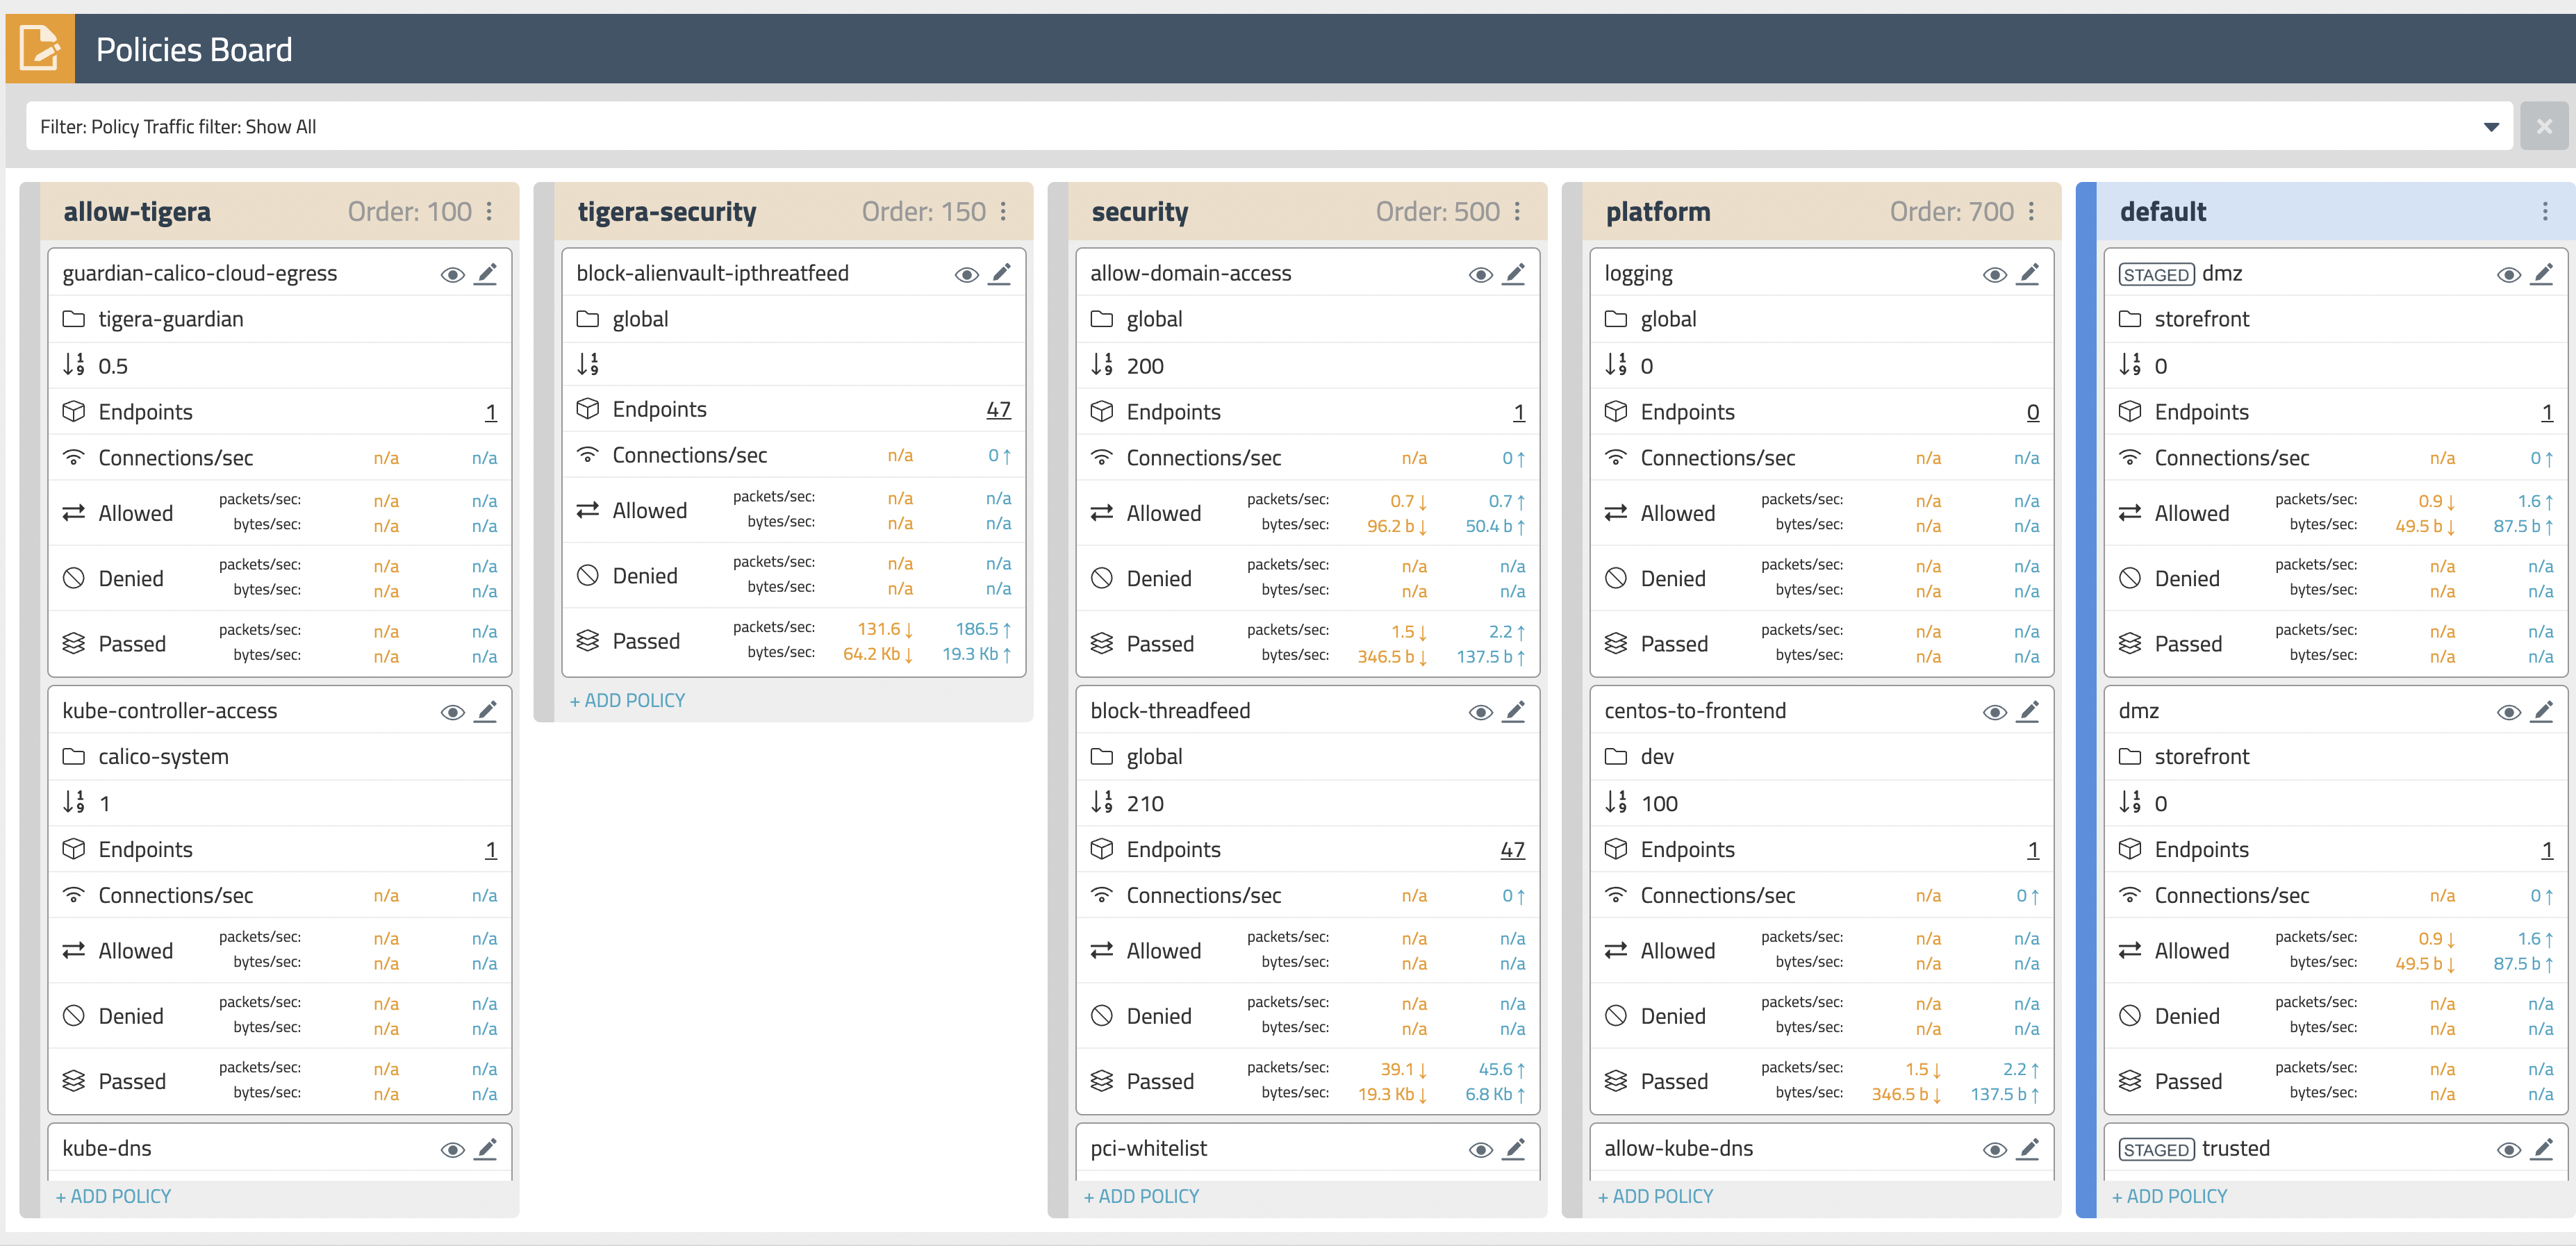 Policies Board
Filter: Policy Traffic filter: Show All
allow-tigera Order: 100
guardian-calico-cloud-egress
tigera-guardian
0.5
Endpoints 1
Connections/sec n/a n/a
Allowed packets/sec: n/a n/a
bytes/sec: n/a n/a
Denied packets/sec: n/a n/a
bytes/sec: n/a n/a
Passed packets/sec: n/a n/a
bytes/sec: n/a n/a
kube-controller-access
calico-system
1
Endpoints 1
Connections/sec n/a n/a
Allowed packets/sec: n/a n/a
bytes/sec: n/a n/a
Denied packets/sec: n/a n/a
bytes/sec: n/a n/a
Passed packets/sec: n/a n/a
bytes/sec: n/a n/a
kube-dns
+ ADD POLICY
tigera-security Order: 150
block-alienvault-ipthreatfeed
global
Endpoints 47
Connections/sec n/a 0 ↑
Allowed packets/sec: n/a n/a
bytes/sec: n/a n/a
Denied packets/sec: n/a n/a
bytes/sec: n/a n/a
Passed packets/sec: 131.6 ↓ 186.5 ↑
bytes/sec: 64.2 Kb ↓ 19.3 Kb ↑
+ ADD POLICY
security Order: 500
allow-domain-access
global
200
Endpoints 1
Connections/sec n/a 0 ↑
Allowed packets/sec: 0.7 ↓ 0.7 ↑
bytes/sec: 96.2 b ↓ 50.4 b ↑
Denied packets/sec: n/a n/a
bytes/sec: n/a n/a
Passed packets/sec: 1.5 ↓ 2.2 ↑
bytes/sec: 346.5 b ↓ 137.5 b ↑
block-threadfeed
global
210
Endpoints 47
Connections/sec n/a 0 ↑
Allowed packets/sec: n/a n/a
bytes/sec: n/a n/a
Denied packets/sec: n/a n/a
bytes/sec: n/a n/a
Passed packets/sec: 39.1 ↓ 45.6 ↑
bytes/sec: 19.3 Kb ↓ 6.8 Kb ↑
pci-whitelist
+ ADD POLICY
platform Order: 700
logging
global
0
Endpoints 0
Connections/sec n/a n/a
Allowed packets/sec: n/a n/a
bytes/sec: n/a n/a
Denied packets/sec: n/a n/a
bytes/sec: n/a n/a
Passed packets/sec: n/a n/a
bytes/sec: n/a n/a
centos-to-frontend
dev
100
Endpoints 1
Connections/sec n/a 0 ↑
Allowed packets/sec: n/a n/a
bytes/sec: n/a n/a
Denied packets/sec: n/a n/a
bytes/sec: n/a n/a
Passed packets/sec: 1.5 ↓ 2.2 ↑
bytes/sec: 346.5 b ↓ 137.5 b ↑
allow-kube-dns
+ ADD POLICY
default
STAGED dmz
storefront
0
Endpoints 1
Connections/sec n/a 0 ↑
Allowed packets/sec: 0.9 ↓ 1.6 ↑
bytes/sec: 49.5 b ↓ 87.5 b ↑
Denied packets/sec: n/a n/a
bytes/sec: n/a n/a
Passed packets/sec: n/a n/a
bytes/sec: n/a n/a
dmz
storefront
0
Endpoints 1
Connections/sec n/a 0 ↑
Allowed packets/sec: 0.9 ↓ 1.6 ↑
bytes/sec: 49.5 b ↓ 87.5 b ↑
Denied packets/sec: n/a n/a
bytes/sec: n/a n/a
Passed packets/sec: n/a n/a
bytes/sec: n/a n/a
STAGED trusted
+ ADD POLICY